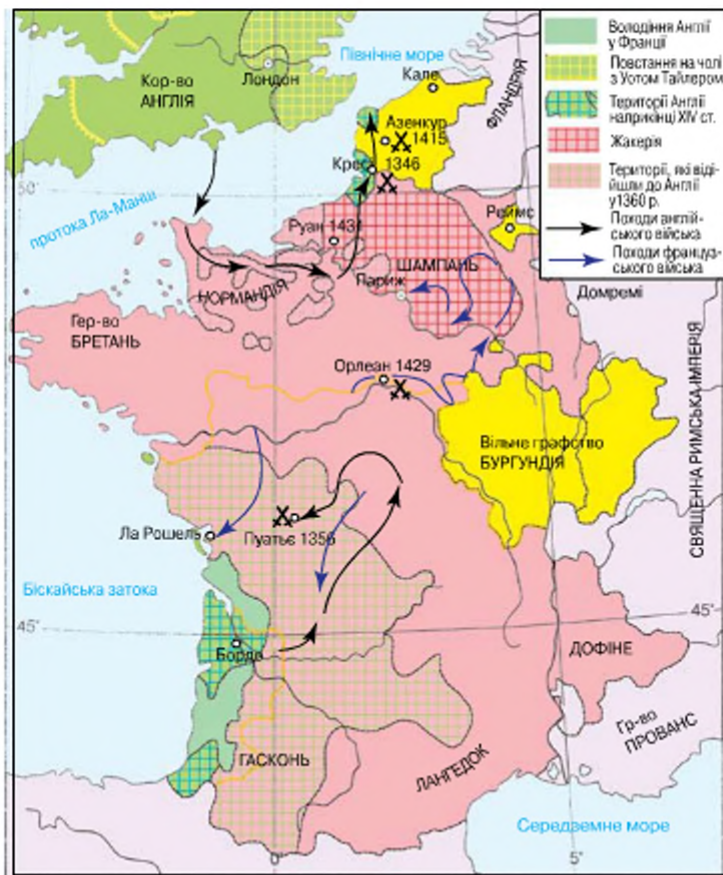 Володіння Англії
у Франції
Повстання на чолі
з Уотом Тайлером
Території Англії
наприкінці XIV ст.
Жакерія
Території, які віді-
йшли до Англії
у1360 р.
Походи англій-
ського війська
Походи француз-
ського війська
Північне море
Кор-во
АНГЛІЯ
Лондон
Кале
ФЛАНДРІЯ
Азенкур
1415
Кресі 1346
50
протока Ла-Манш
Руан 1431
Реймс
НОРМАНДІЯ
ШАМПАНЬ
Париж
Домремі
Гер-во
БРЕТАНЬ
Орлеан 1429
Вільне графство
БУРГУНДІЯ
СВЯЩЕННА РИМСЬКА ІМПЕРІЯ
Ла Рошель
Пуатьє 1356
Біскайська затока
45°
45°
Бордо
ДОФІНЕ
Гр-во
ПРОВАНС
ГАСКОНЬ
ЛАНГЕДОК
Середземне море
0
5°